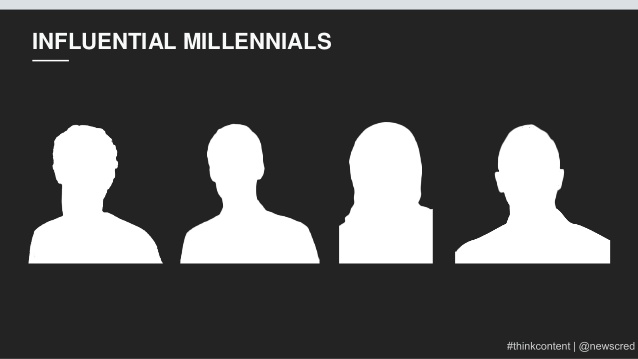 INFLUENTIAL MILLENNIALS
#thinkcontent | @newscred